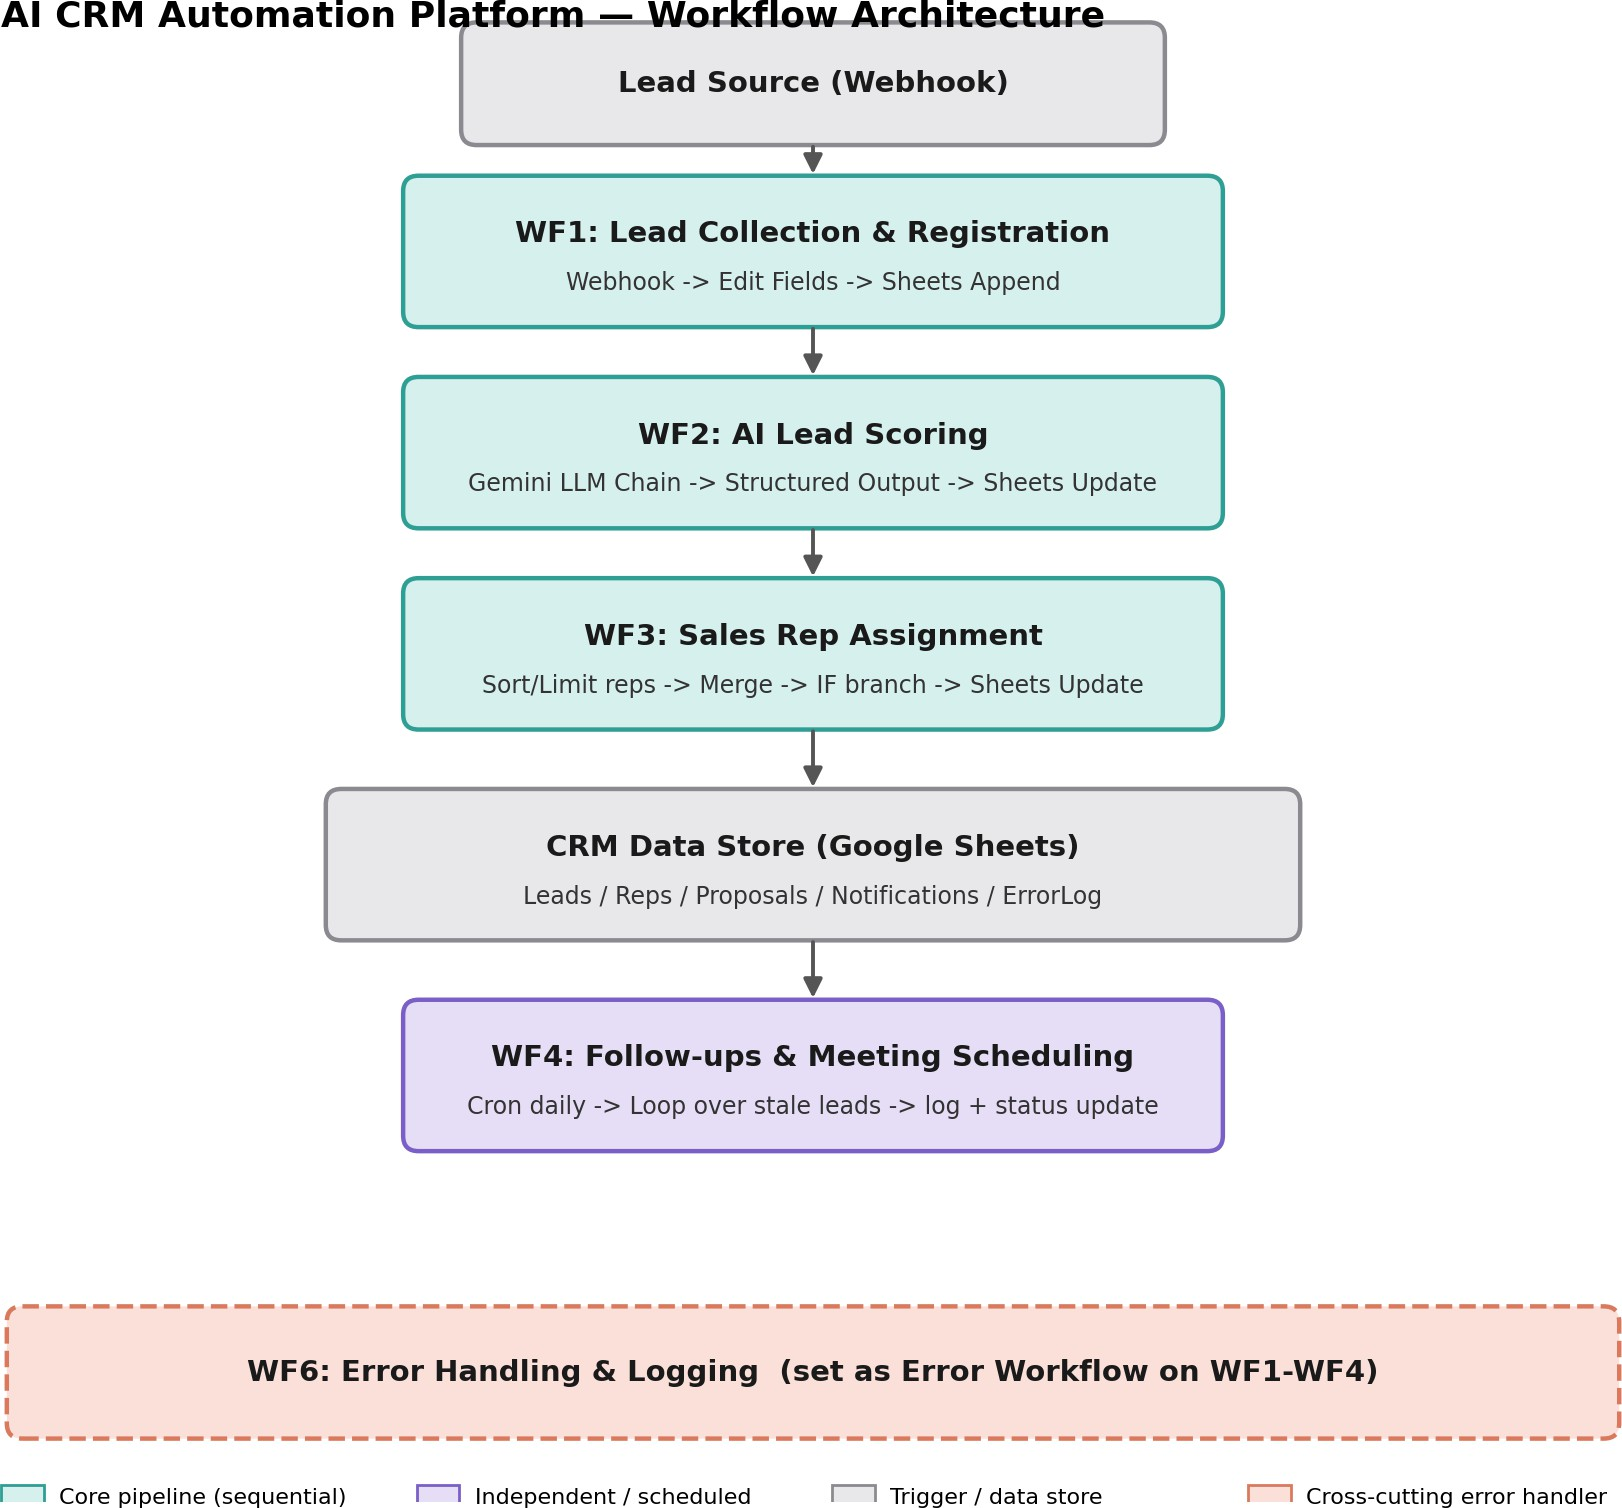 AI CRM Automation Platform — Workflow Architecture
Lead Source (Webhook)
WF1: Lead Collection & Registration
Webhook -> Edit Fields -> Sheets Append
WF2: AI Lead Scoring
Gemini LLM Chain -> Structured Output -> Sheets Update
WF3: Sales Rep Assignment
Sort/Limit reps -> Merge -> IF branch -> Sheets Update
CRM Data Store (Google Sheets)
Leads / Reps / Proposals / Notifications / ErrorLog
WF4: Follow-ups & Meeting Scheduling
Cron daily -> Loop over stale leads -> log + status update
WF6: Error Handling & Logging  (set as Error Workflow on WF1-WF4)
Core pipeline (sequential)
Independent / scheduled
Trigger / data store
Cross-cutting error handler